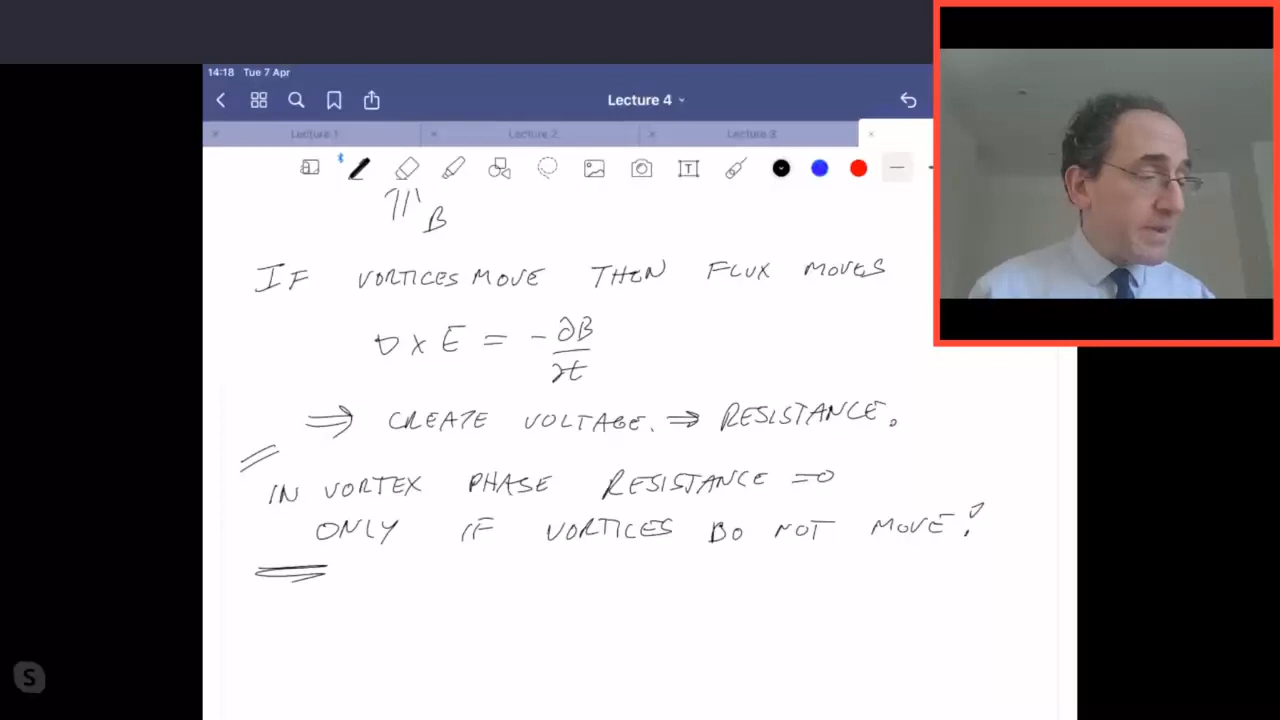 14:18 Tue 7 Apr
Lecture 4
Lecture 1 Lecture 2 Lecture 3
T
B
IF VORTICES MOVE THEN FLUX MOVES
∇ × E = - ∂B/∂t
⇒ CREATE VOLTAGE. ⇒ RESISTANCE.
IN VORTEX PHASE RESISTANCE =0
ONLY IF VORTICES DO NOT MOVE!
S